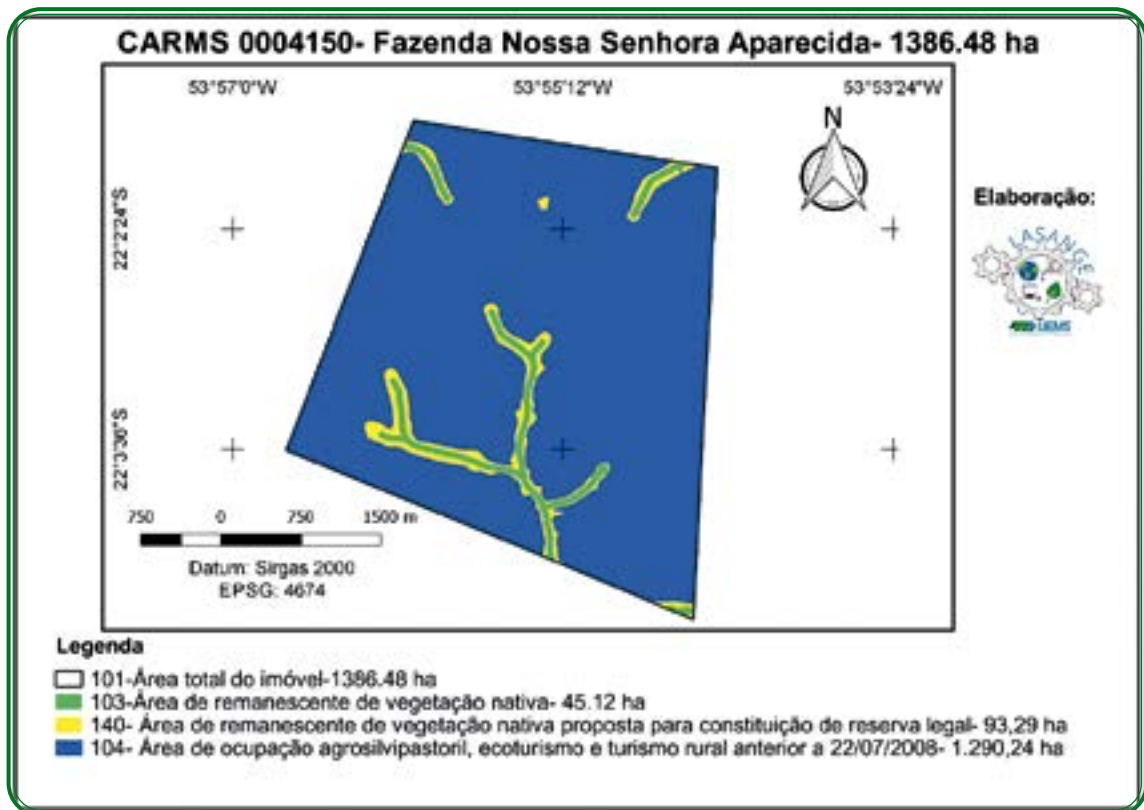 CARMS 0004150- Fazenda Nossa Senhora Aparecida- 1386.48 ha
53°57'0"W 53°55'12"W 53°53'24"W
N
22°2'24"S
22°3'36"S
Elaboração:
LASANGE
UEMS
750 0 750 1500 m
Datum: Sirgas 2000
EPSG: 4674
Legenda
101-Área total do imóvel-1386.48 ha
103-Área de remanescente de vegetação nativa- 45.12 ha
140- Área de remanescente de vegetação nativa proposta para constituição de reserva legal- 93,29 ha
104- Área de ocupação agrosilvipastoril, ecoturismo e turismo rural anterior a 22/07/2008- 1.290,24 ha